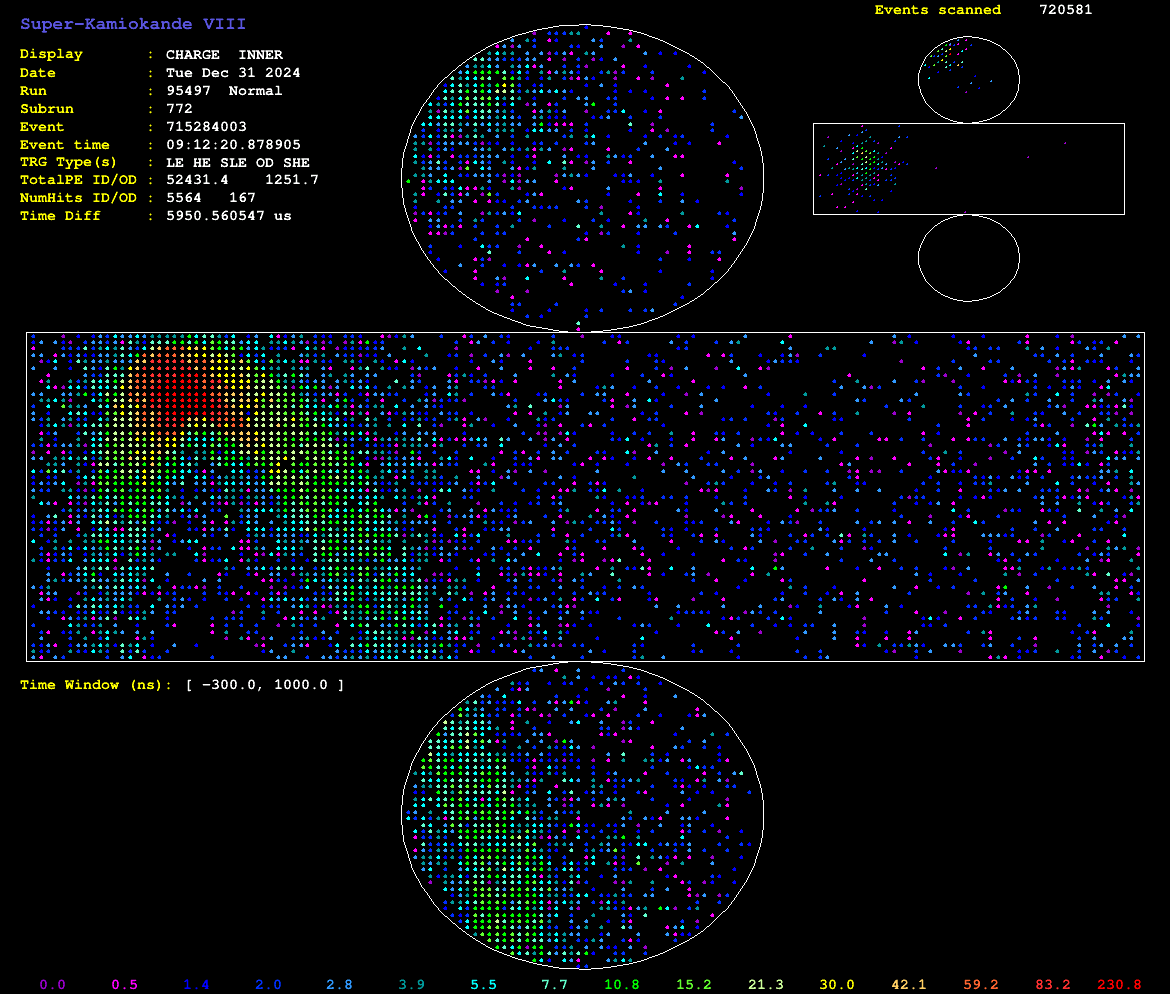 Super-Kamiokande VIII
Events scanned 720581
Display : CHARGE INNER
Date : Tue Dec 31 2024
Run : 95497 Normal
Subrun : 772
Event : 715284003
Event time : 09:12:20.878905
TRG Type(s) : LE HE SLE OD SHE
TotalPE ID/OD : 52431.4 1251.7
NumHits ID/OD : 5564 167
Time Diff : 5950.560547 us
Time Window (ns): [ −300.0, 1000.0 ]
0.0 0.5 1.4 2.0 2.8 3.9 5.5 7.7 10.8 15.2 21.3 30.0 42.1 59.2 83.2 230.8